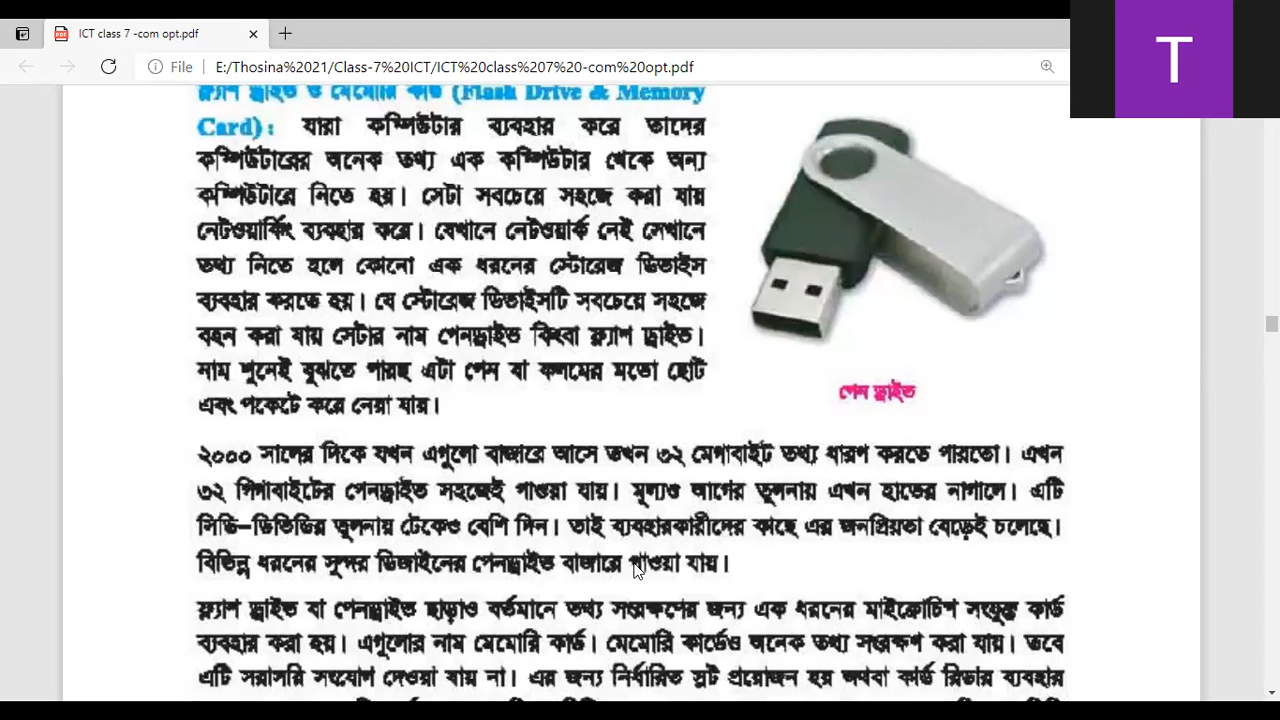 ICT class 7 -com opt.pdf
File E:/Thosina%2021/Class-7%20ICT/ICT%20class%207%20-com%20opt.pdf
T
ফ্ল্যাশ ড্রাইভ ও মেমোরি কার্ড (Flash Drive & Memory
Card): যারা কম্পিউটার ব্যবহার করে তাদের
কম্পিউটারের অনেক তথ্য এক কম্পিউটার থেকে অন্য
কম্পিউটারে নিতে হয়। সেটা সবচেয়ে সহজে করা যায়
নেটওয়ার্কিং ব্যবহার করে। যেখানে নেটওয়ার্ক নেই সেখানে
তথ্য নিতে হলে কোনো এক ধরনের স্টোরেজ ডিভাইস
ব্যবহার করতে হয়। যে স্টোরেজ ডিভাইসটি সবচেয়ে সহজে
বহন করা যায় সেটার নাম পেনড্রাইভ কিংবা ফ্ল্যাশ ড্রাইভ।
নাম শুনেই বুঝতে পারছ এটা পেন বা কলমের মতো ছোট
এবং পকেটে করে নেয়া যায়।
পেন ড্রাইভ
২০০০ সালের দিকে যখন এগুলো বাজারে আসে তখন ৩২ মেগাবাইট তথ্য ধারণ করতে পারতো। এখন
৩২ গিগাবাইটের পেনড্রাইভ সহজেই পাওয়া যায়। মূল্যও আগের তুলনায় এখন হাতের নাগালে। এটি
সিডি-ডিভিডির তুলনায় টেকেও বেশি দিন। তাই ব্যবহারকারীদের কাছে এর জনপ্রিয়তা বেড়েই চলেছে।
বিভিন্ন ধরনের সুন্দর ডিজাইনের পেনড্রাইভ বাজারে পাওয়া যায়।
ফ্ল্যাশ ড্রাইভ বা পেনড্রাইভ ছাড়াও বর্তমানে তথ্য সংরক্ষণের জন্য এক ধরনের মাইক্রোচিপ সংযুক্ত কার্ড
ব্যবহার করা হয়। এগুলোর নাম মেমোরি কার্ড। মেমোরি কার্ডেও অনেক তথ্য সংরক্ষণ করা যায়। তবে
এটি সরাসরি সংযোগ দেওয়া যায় না। এর জন্য নির্ধারিত স্লট প্রয়োজন হয় অথবা কার্ড রিডার ব্যবহার